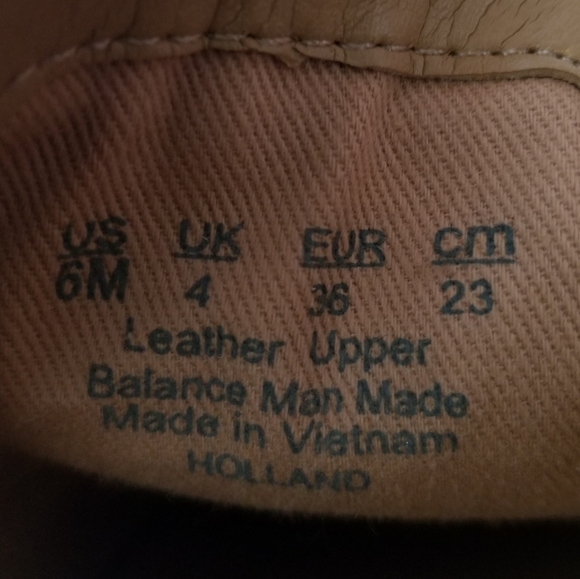 US UK EUR cm
6M 4 36 23
Leather Upper
Balance Man Made
Made in Vietnam
HOLLAND